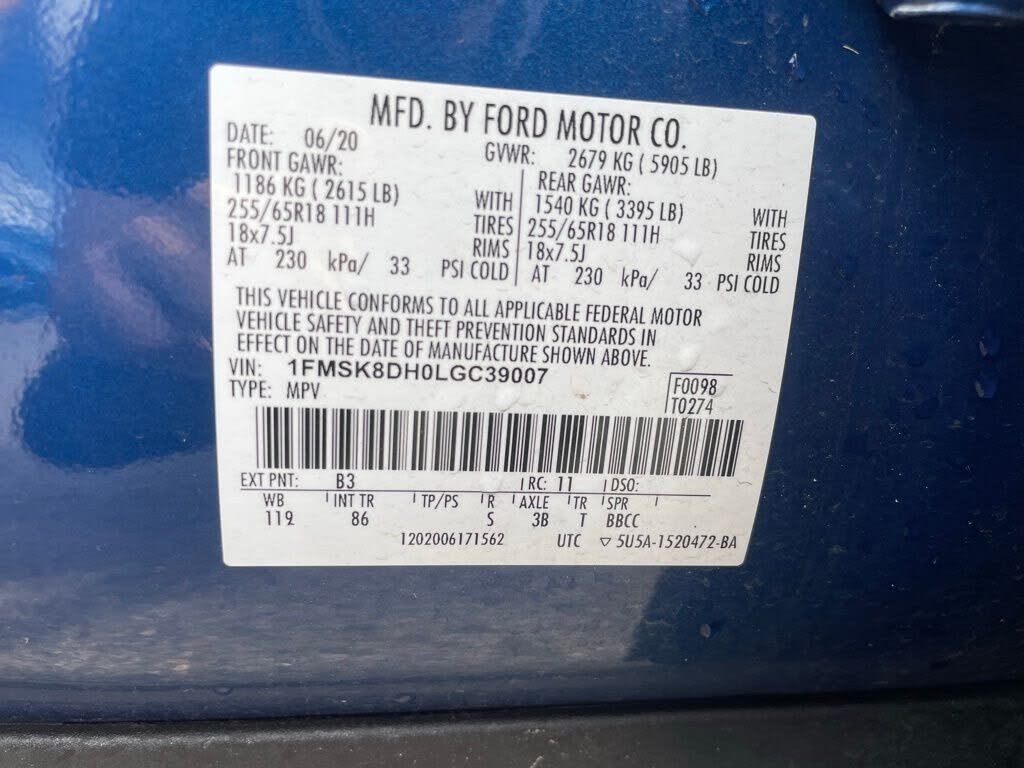 MFD. BY FORD MOTOR CO.
DATE: 06/20 GVWR: 2679 KG ( 5905 LB)
FRONT GAWR: REAR GAWR:
1186 KG ( 2615 LB) WITH 1540 KG ( 3395 LB) WITH
255/65R18 111H TIRES 255/65R18 111H TIRES
18x7.5J RIMS 18x7.5J RIMS
AT 230 kPa/ 33 PSI COLD AT 230 kPa/ 33 PSI COLD
THIS VEHICLE CONFORMS TO ALL APPLICABLE FEDERAL MOTOR
VEHICLE SAFETY AND THEFT PREVENTION STANDARDS IN
EFFECT ON THE DATE OF MANUFACTURE SHOWN ABOVE.
VIN: 1FMSK8DH0LGC39007
TYPE: MPV
F0098
T0274
EXT PNT: B3 RC: 11 DSO:
WB INT TR TP/PS R AXLE TR SPR
119 86 S 3B T BBCC
1202006171562 UTC ▽ 5U5A-1520472-BA